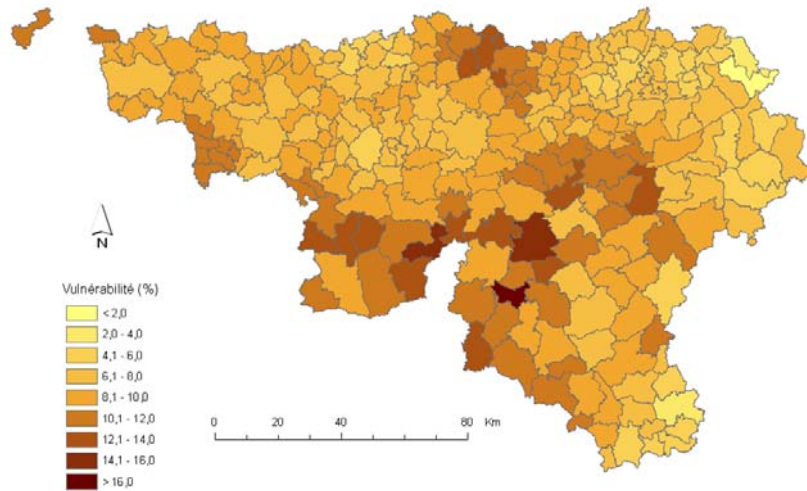 N
Vulnérabilité (%)
< 2,0
2,0 - 4,0
4,1 - 6,0
6,1 - 8,0
8,1 - 10,0
10,1 - 12,0
12,1 - 14,0
14,1 - 16,0
> 16,0
0 20 40 80 Km